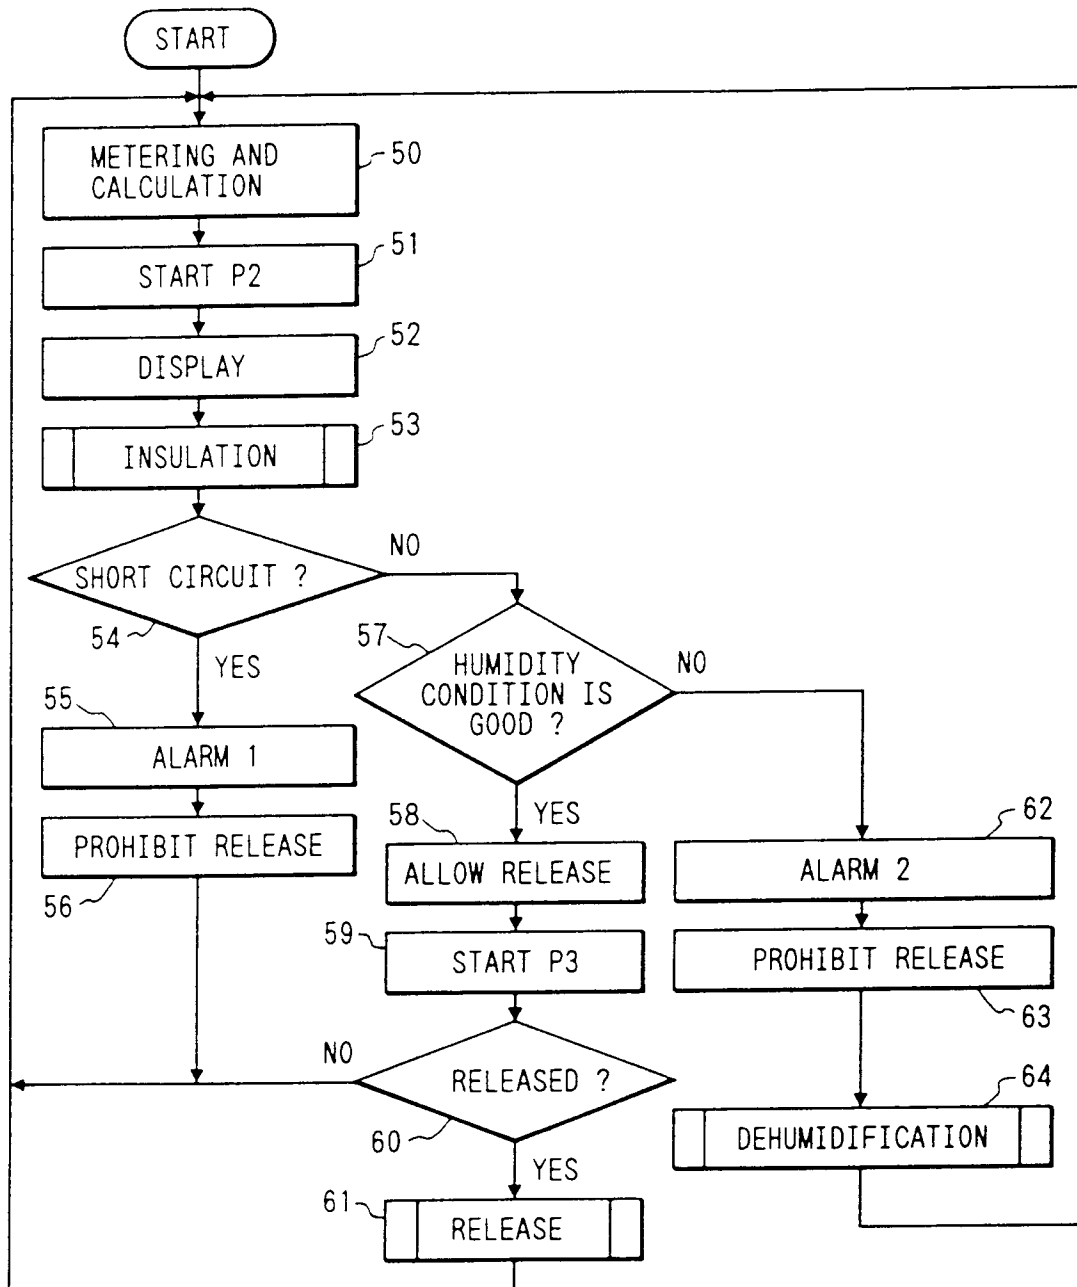 START
METERING AND
CALCULATION
50
START P2
51
DISPLAY
52
INSULATION
53
SHORT CIRCUIT ?
54
NO
YES
55
ALARM 1
PROHIBIT RELEASE
56
57
HUMIDITY
CONDITION IS
GOOD ?
NO
YES
58
ALLOW RELEASE
59
START P3
RELEASED ?
60
NO
YES
61
RELEASE
62
ALARM 2
PROHIBIT RELEASE
63
64
DEHUMIDIFICATION